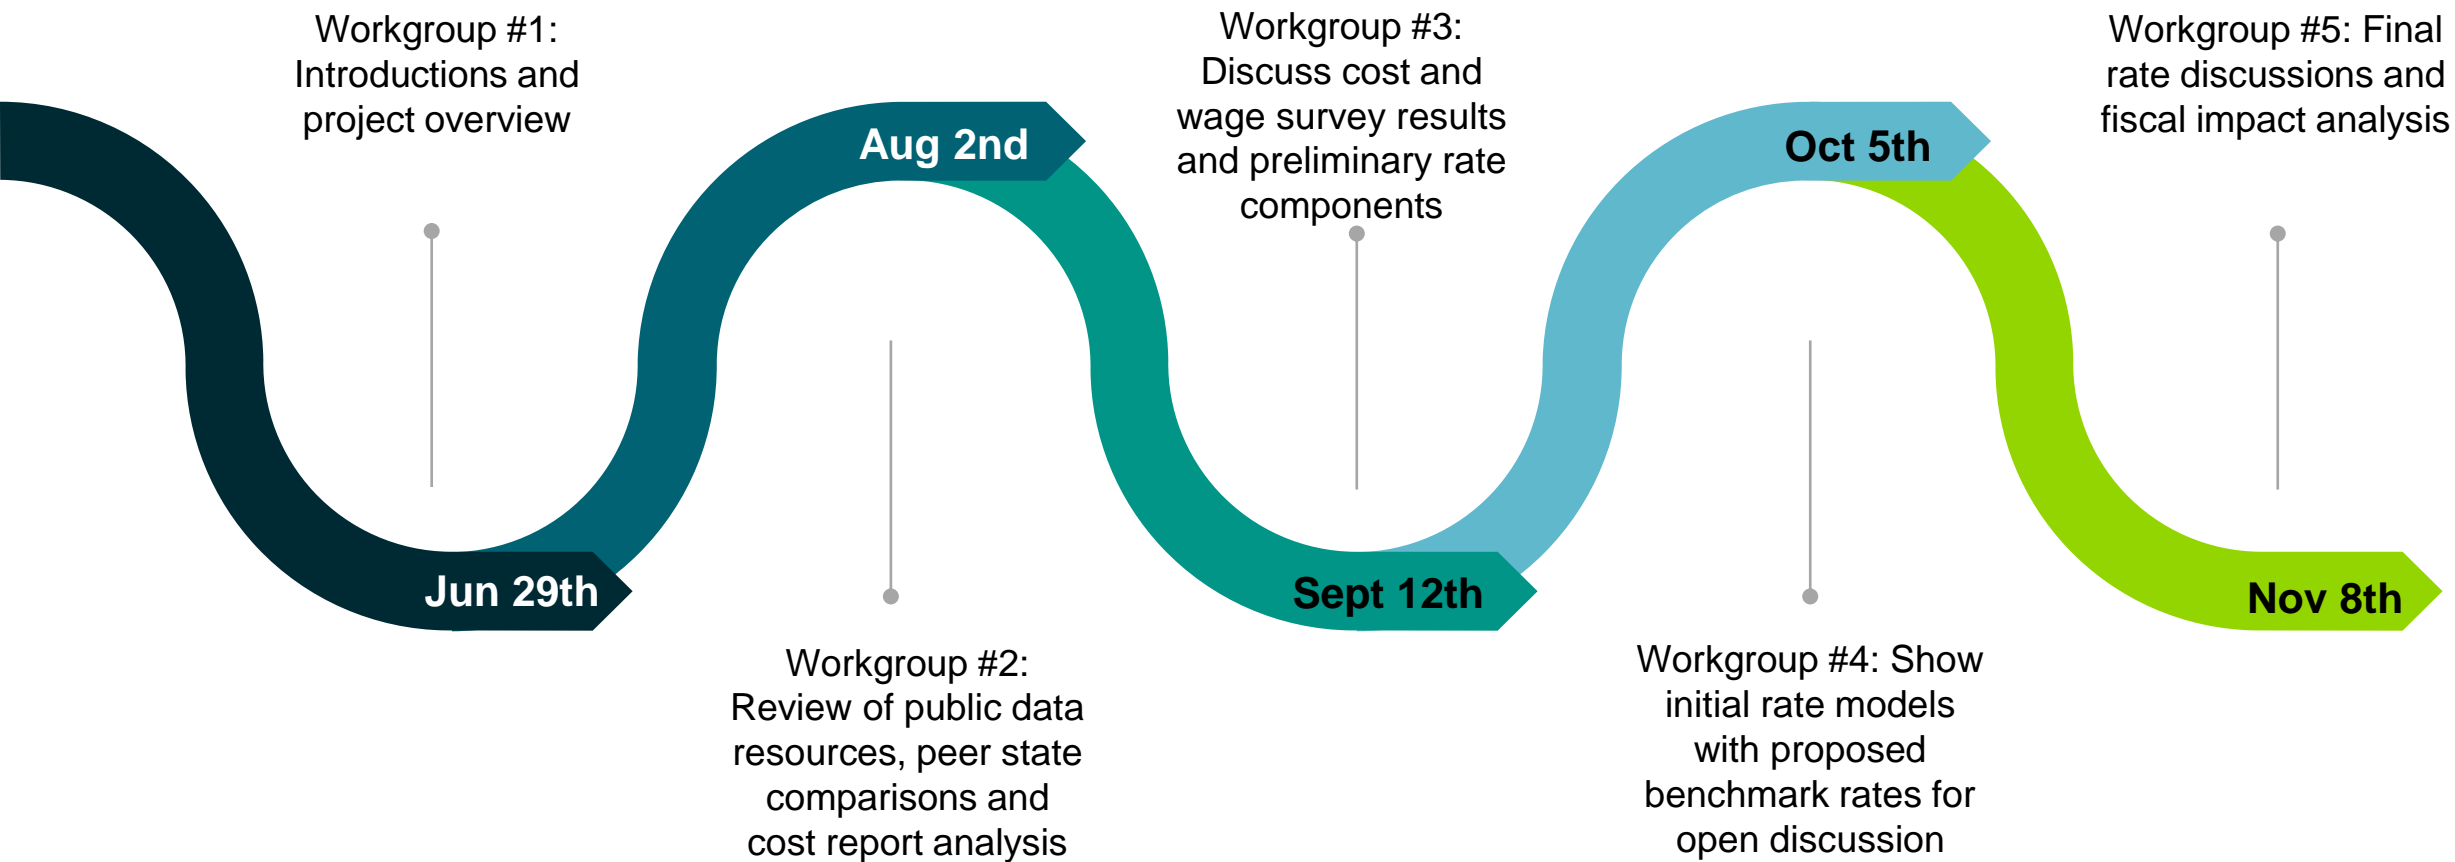 Workgroup #1:
Introductions and
project overview
Jun 29th
Aug 2nd
Workgroup #2:
Review of public data
resources, peer state
comparisons and
cost report analysis
Workgroup #3:
Discuss cost and
wage survey results
and preliminary rate
components
Sept 12th
Oct 5th
Workgroup #4: Show
initial rate models
with proposed
benchmark rates for
open discussion
Workgroup #5: Final
rate discussions and
fiscal impact analysis
Nov 8th